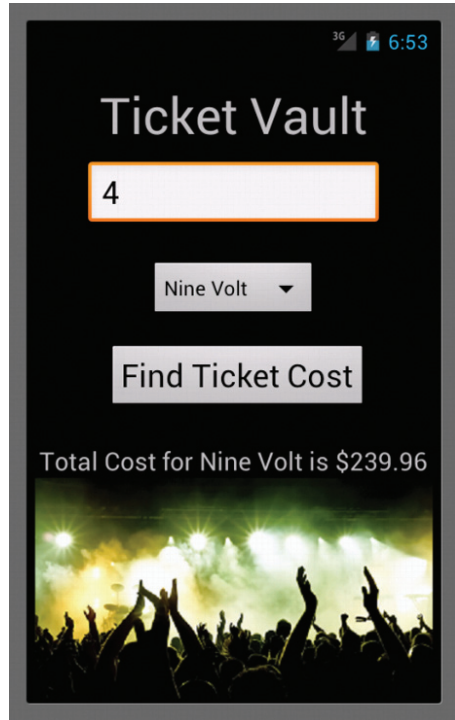 3G 6:53
Ticket Vault
4
Nine Volt
Find Ticket Cost
Total Cost for Nine Volt is $239.96